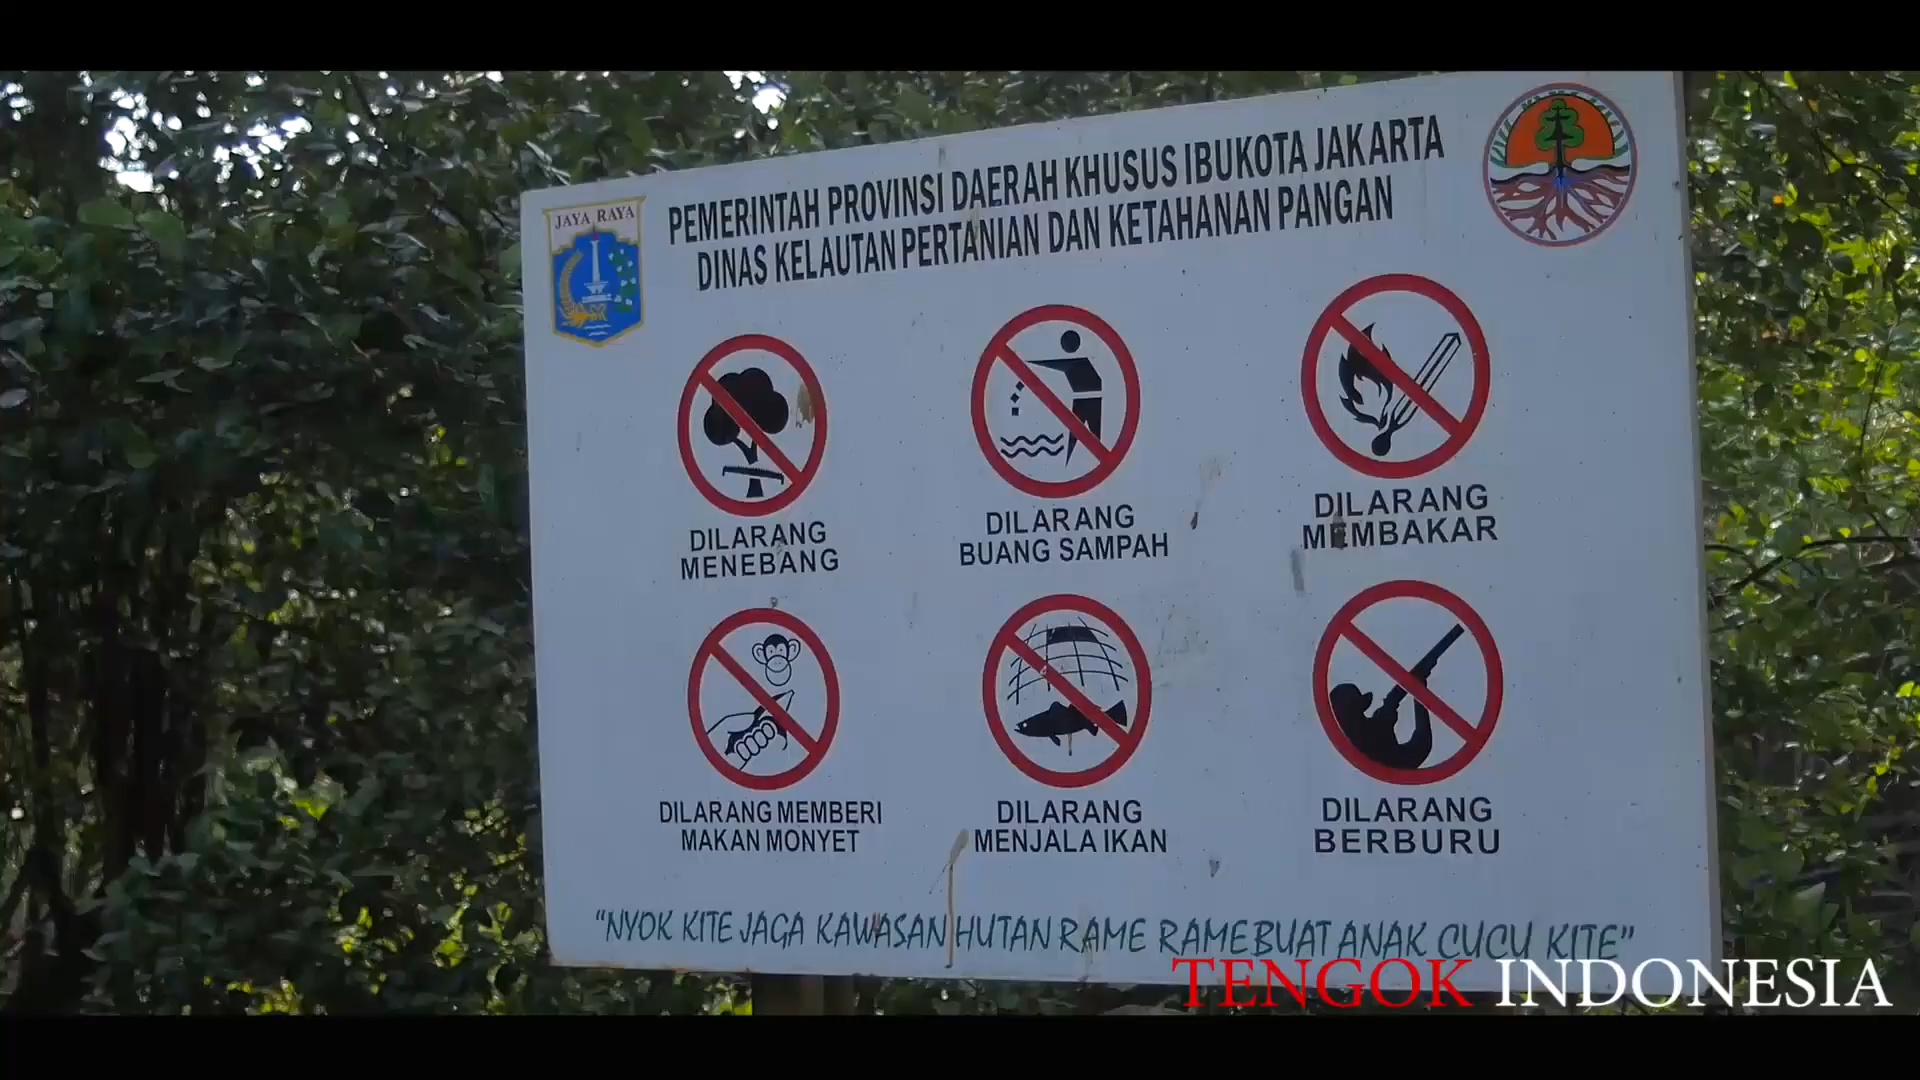 JAYA RAYA
PEMERINTAH PROVINSI DAERAH KHUSUS IBUKOTA JAKARTA
DINAS KELAUTAN PERTANIAN DAN KETAHANAN PANGAN
DILARANG
MENEBANG
DILARANG
BUANG SAMPAH
DILARANG
MEMBAKAR
DILARANG MEMBERI
MAKAN MONYET
DILARANG
MENJALA IKAN
DILARANG
BERBURU
“NYOK KITE JAGA KAWASAN HUTAN RAME RAME BUAT ANAK CUCU KITE”
TENGOK INDONESIA